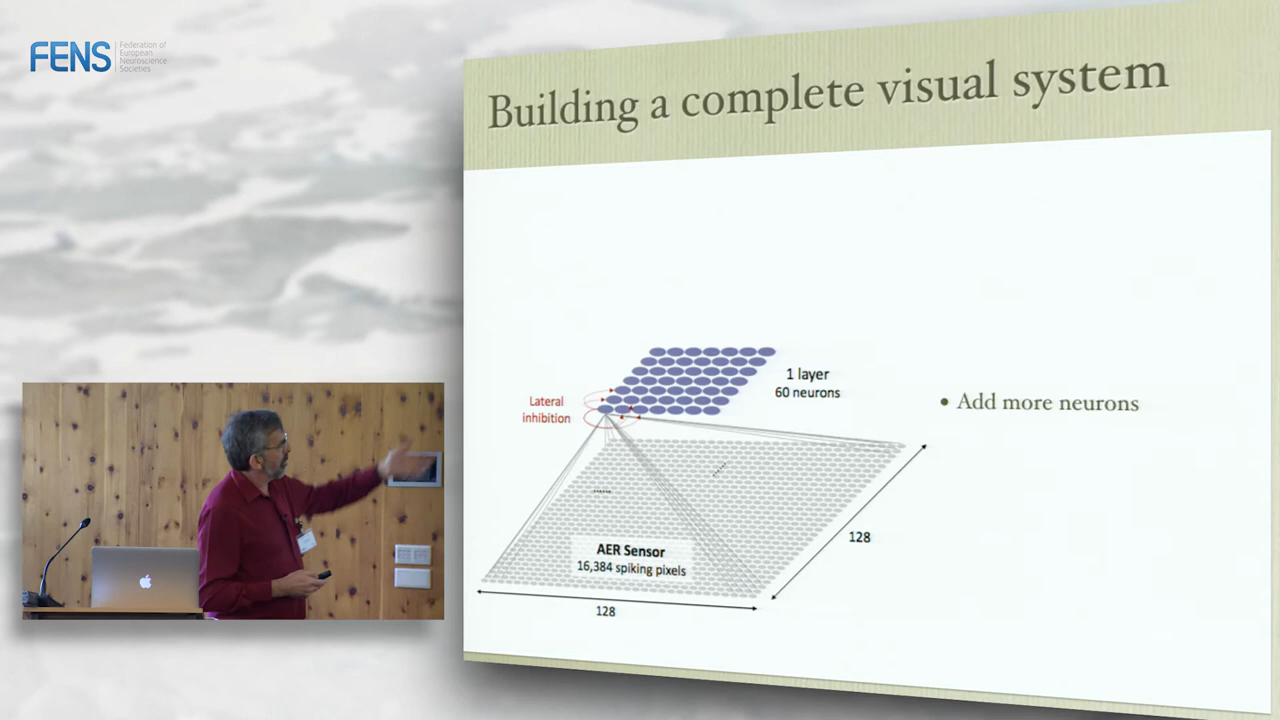 FENS
Federation of
European
Neuroscience
Societies
Building a complete visual system
1 layer
60 neurons
Lateral
inhibition
• Add more neurons
AER Sensor
16,384 spiking pixels
128
128